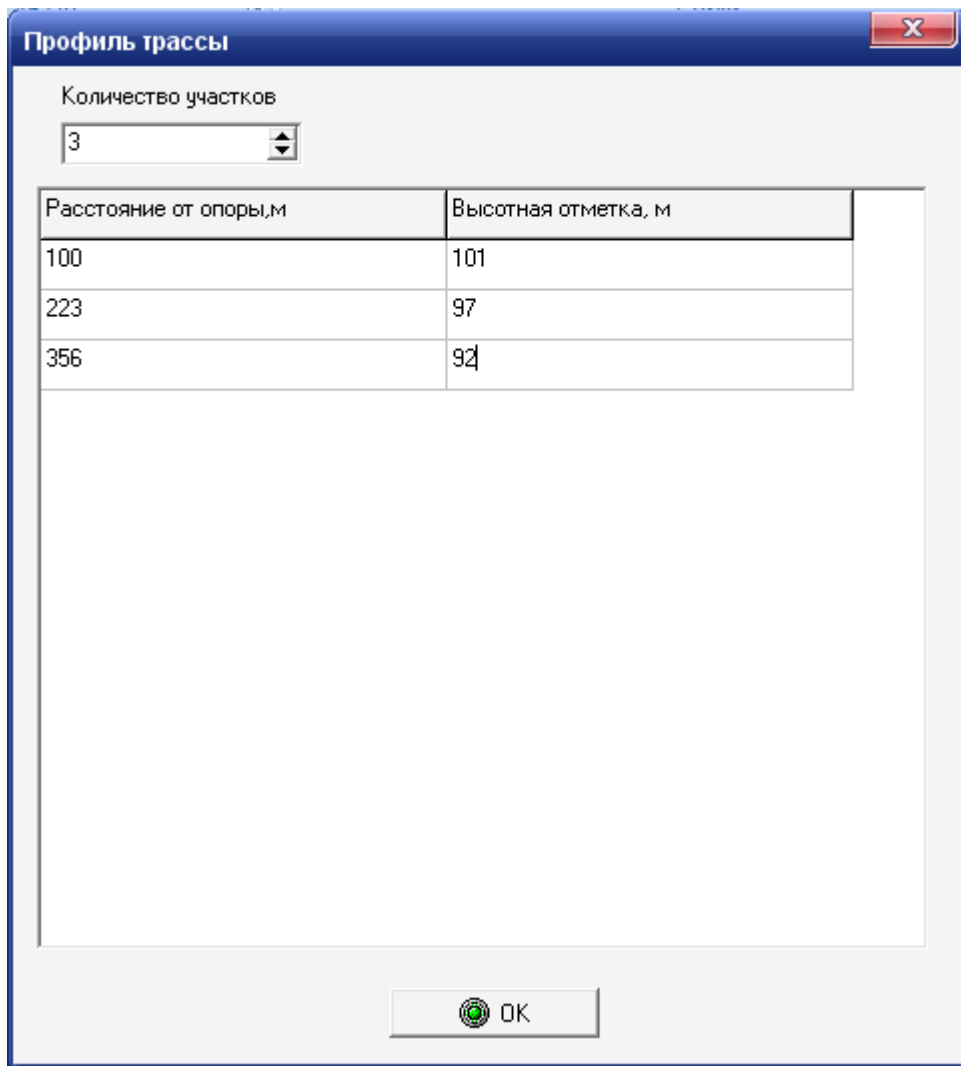 Профиль трассы
Количество участков
3
Расстояние от опоры,м Высотная отметка, м
100 101
223 97
356 92
OK